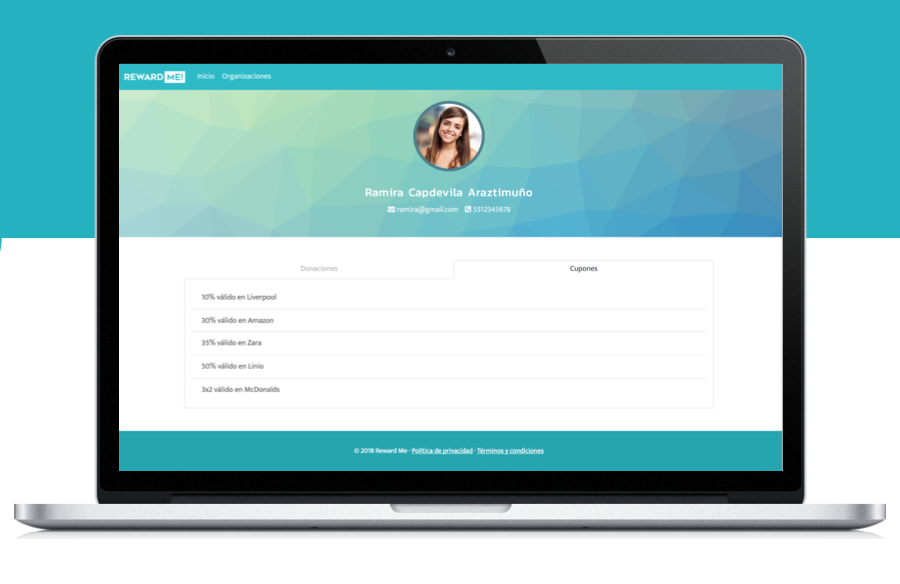 REWARD ME! Inicio Organizaciones
Ramira Capdevila Araztimuño
ramira@gmail.com 5512345678
Donaciones Cupones
10% válido en Liverpool
30% válido en Amazon
35% válido en Zara
50% válido en Linio
3x2 válido en McDonalds
© 2018 Reward Me · Política de privacidad · Términos y condiciones